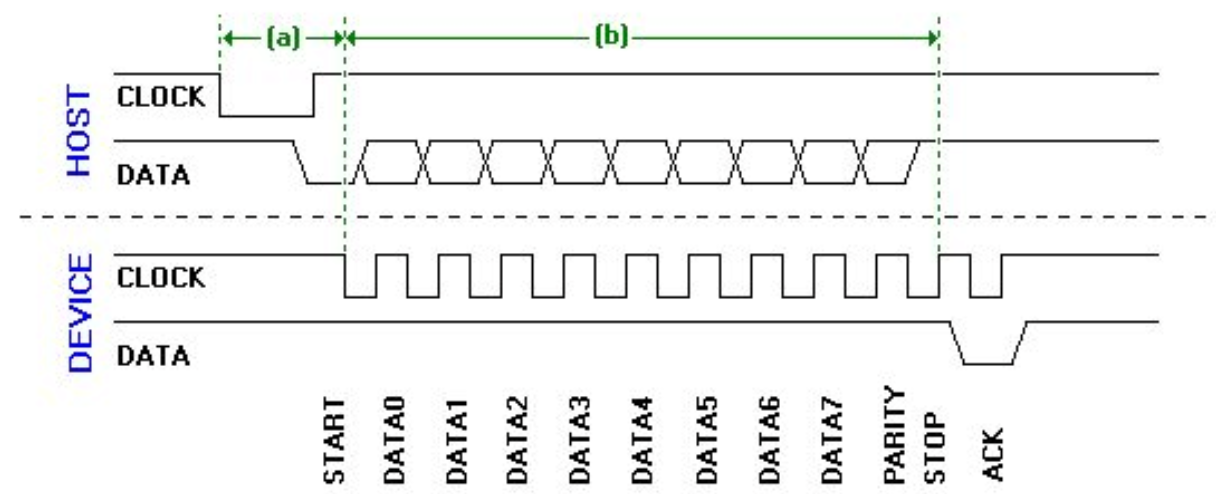 (a)
(b)
HOST
CLOCK
DATA
DEVICE
CLOCK
DATA
START
DATA0
DATA1
DATA2
DATA3
DATA4
DATA5
DATA6
DATA7
PARITY
STOP
ACK